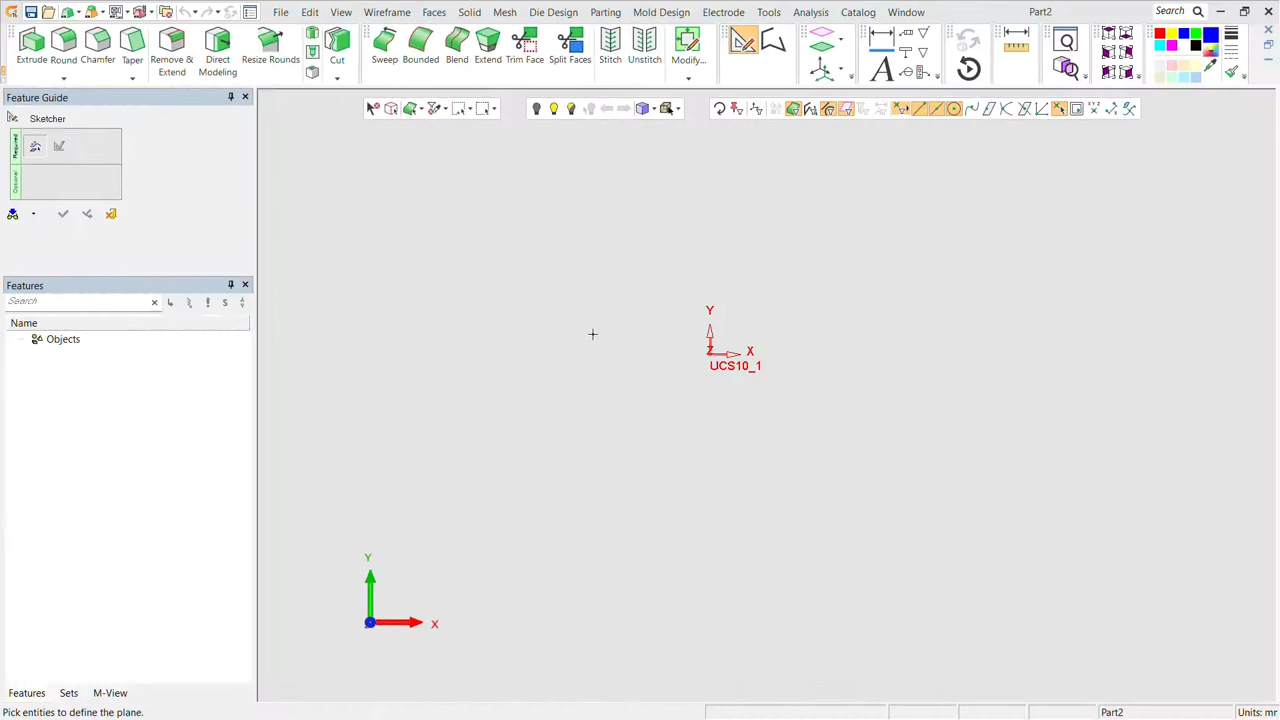 File Edit View Wireframe Faces Solid Mesh Die Design Parting Mold Design Electrode Tools Analysis Catalog Window Part2 Search
Extrude Round Chamfer Taper Remove & Extend Direct Modeling Resize Rounds Cut Sweep Bounded Blend Extend Trim Face Split Faces Stitch Unstitch Modify...
Feature Guide
Sketcher
Required
Optional
Features
Search
Name
Objects
Y
Z X
UCS10_1
Y
X
Features Sets M-View
Pick entities to define the plane. Part2 Units: mr